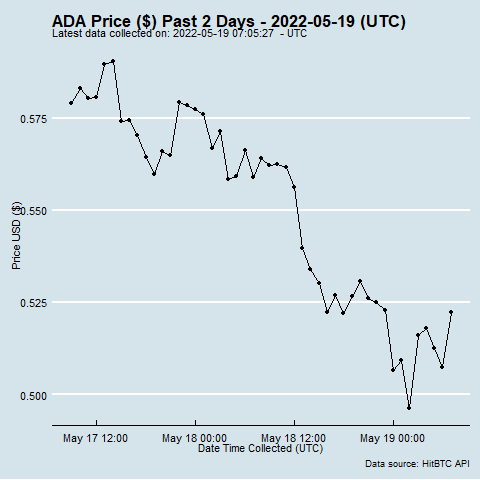 ADA Price ($) Past 2 Days - 2022-05-19 (UTC)
Latest data collected on: 2022-05-19 07:05:27 - UTC
0.575
0.550
0.525
0.500
Price USD ($)
May 17 12:00
May 18 00:00
May 18 12:00
May 19 00:00
Date Time Collected (UTC)
Data source: HitBTC API